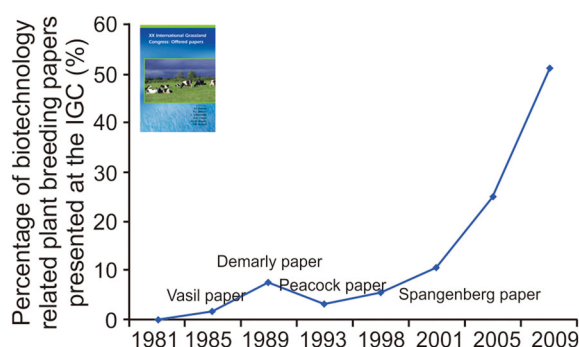 Percentage of biotechnology
related plant breeding papers
presented at the IGC (%)
60
50
40
30
20
10
0
XX International Grassland
Congress: Offered papers
Demarly paper
Vasil paper
Peacock paper
Spangenberg paper
1981 1985 1989 1993 1998 2001 2005 2009